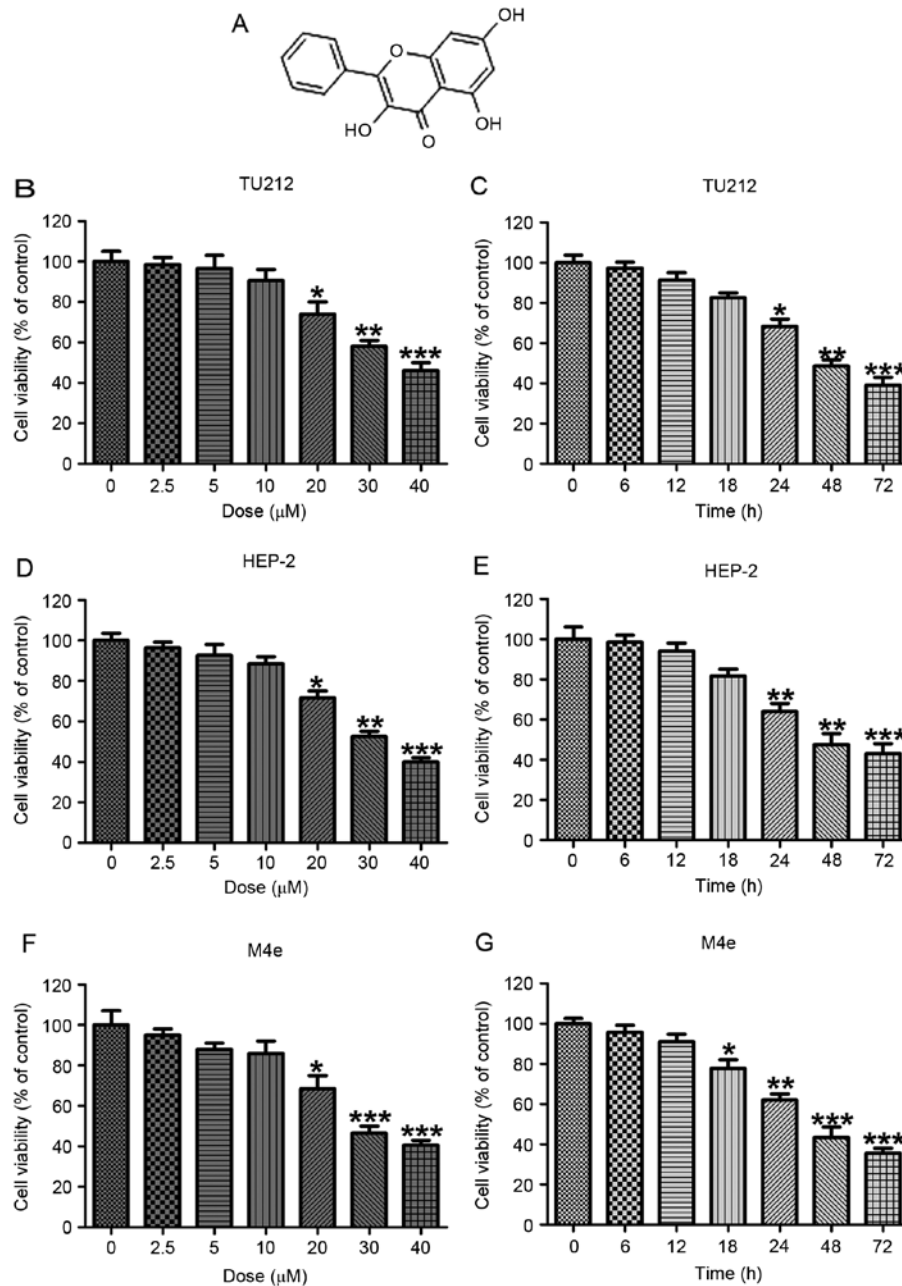 A
O
OH
HO
O
OH
B
TU212
Cell viability (% of control)
120
100
80
60
40
20
0
*
**
***
0 2.5 5 10 20 30 40
Dose (μM)
C
TU212
Cell viability (% of control)
120
100
80
60
40
20
0
*
**
***
0 6 12 18 24 48 72
Time (h)
D
HEP-2
Cell viability (% of control)
120
100
80
60
40
20
0
*
**
***
0 2.5 5 10 20 30 40
Dose (μM)
E
HEP-2
Cell viability (% of control)
120
100
80
60
40
20
0
**
**
***
0 6 12 18 24 48 72
Time (h)
F
M4e
Cell viability (% of control)
120
100
80
60
40
20
0
*
***
***
0 2.5 5 10 20 30 40
Dose (μM)
G
M4e
Cell viability (% of control)
120
100
80
60
40
20
0
*
**
***
***
0 6 12 18 24 48 72
Time (h)